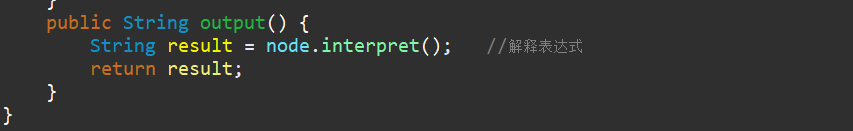 }
public String output() {
String result = node.interpret();   //解释表达式
return result;
}
}